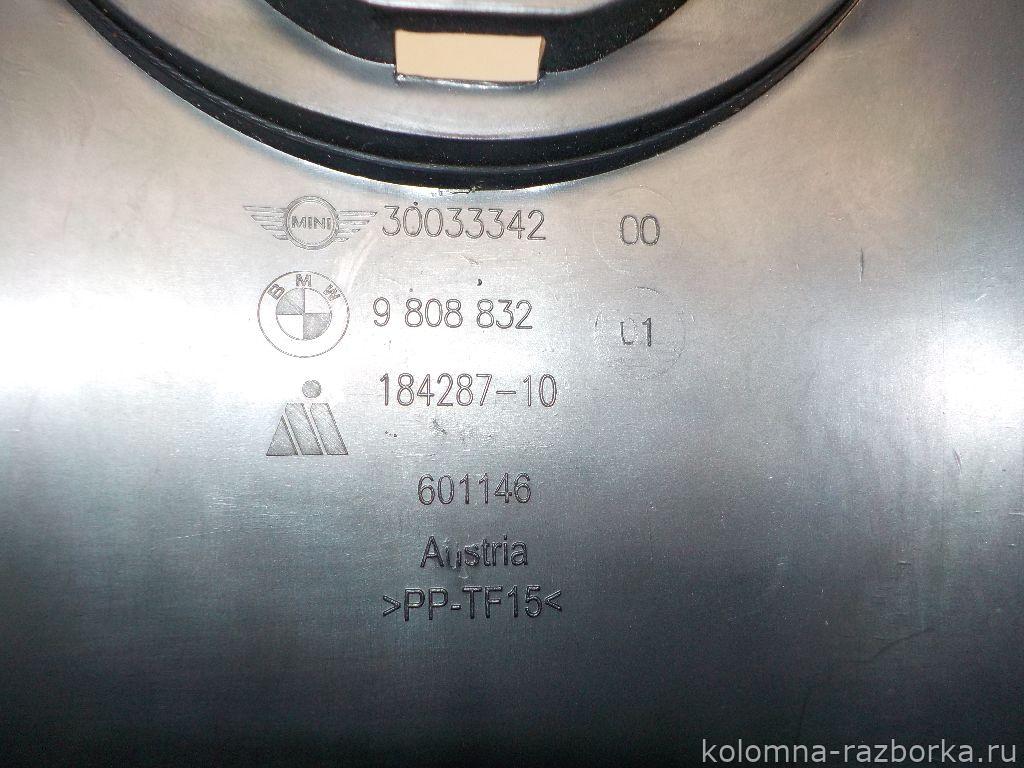 MINI 30033342 00
BMW 9 808 832 01
184287-10
601146
Austria
>PP-TF15<
kolomna-razborka.ru